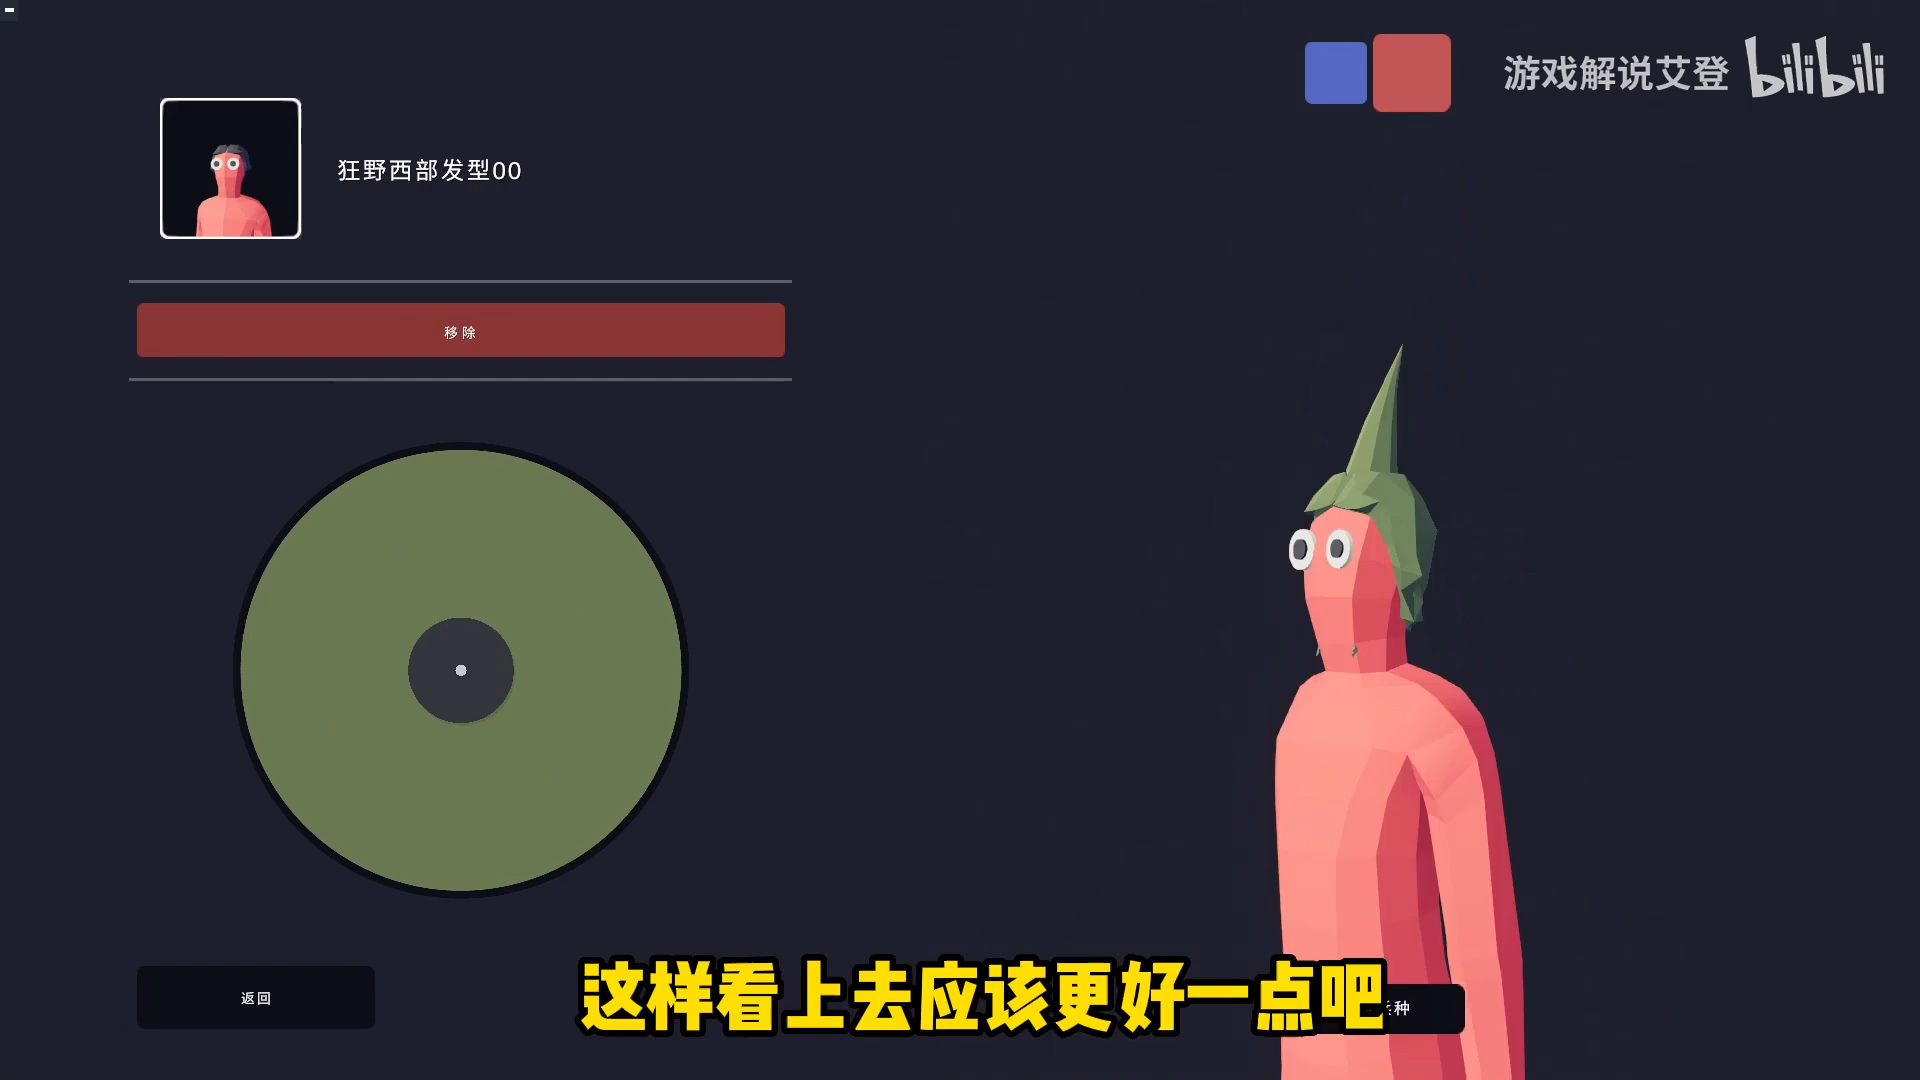 游戏解说艾登 bilibili
狂野西部发型00
移除
返回
这样看上去应该更好一点吧
种